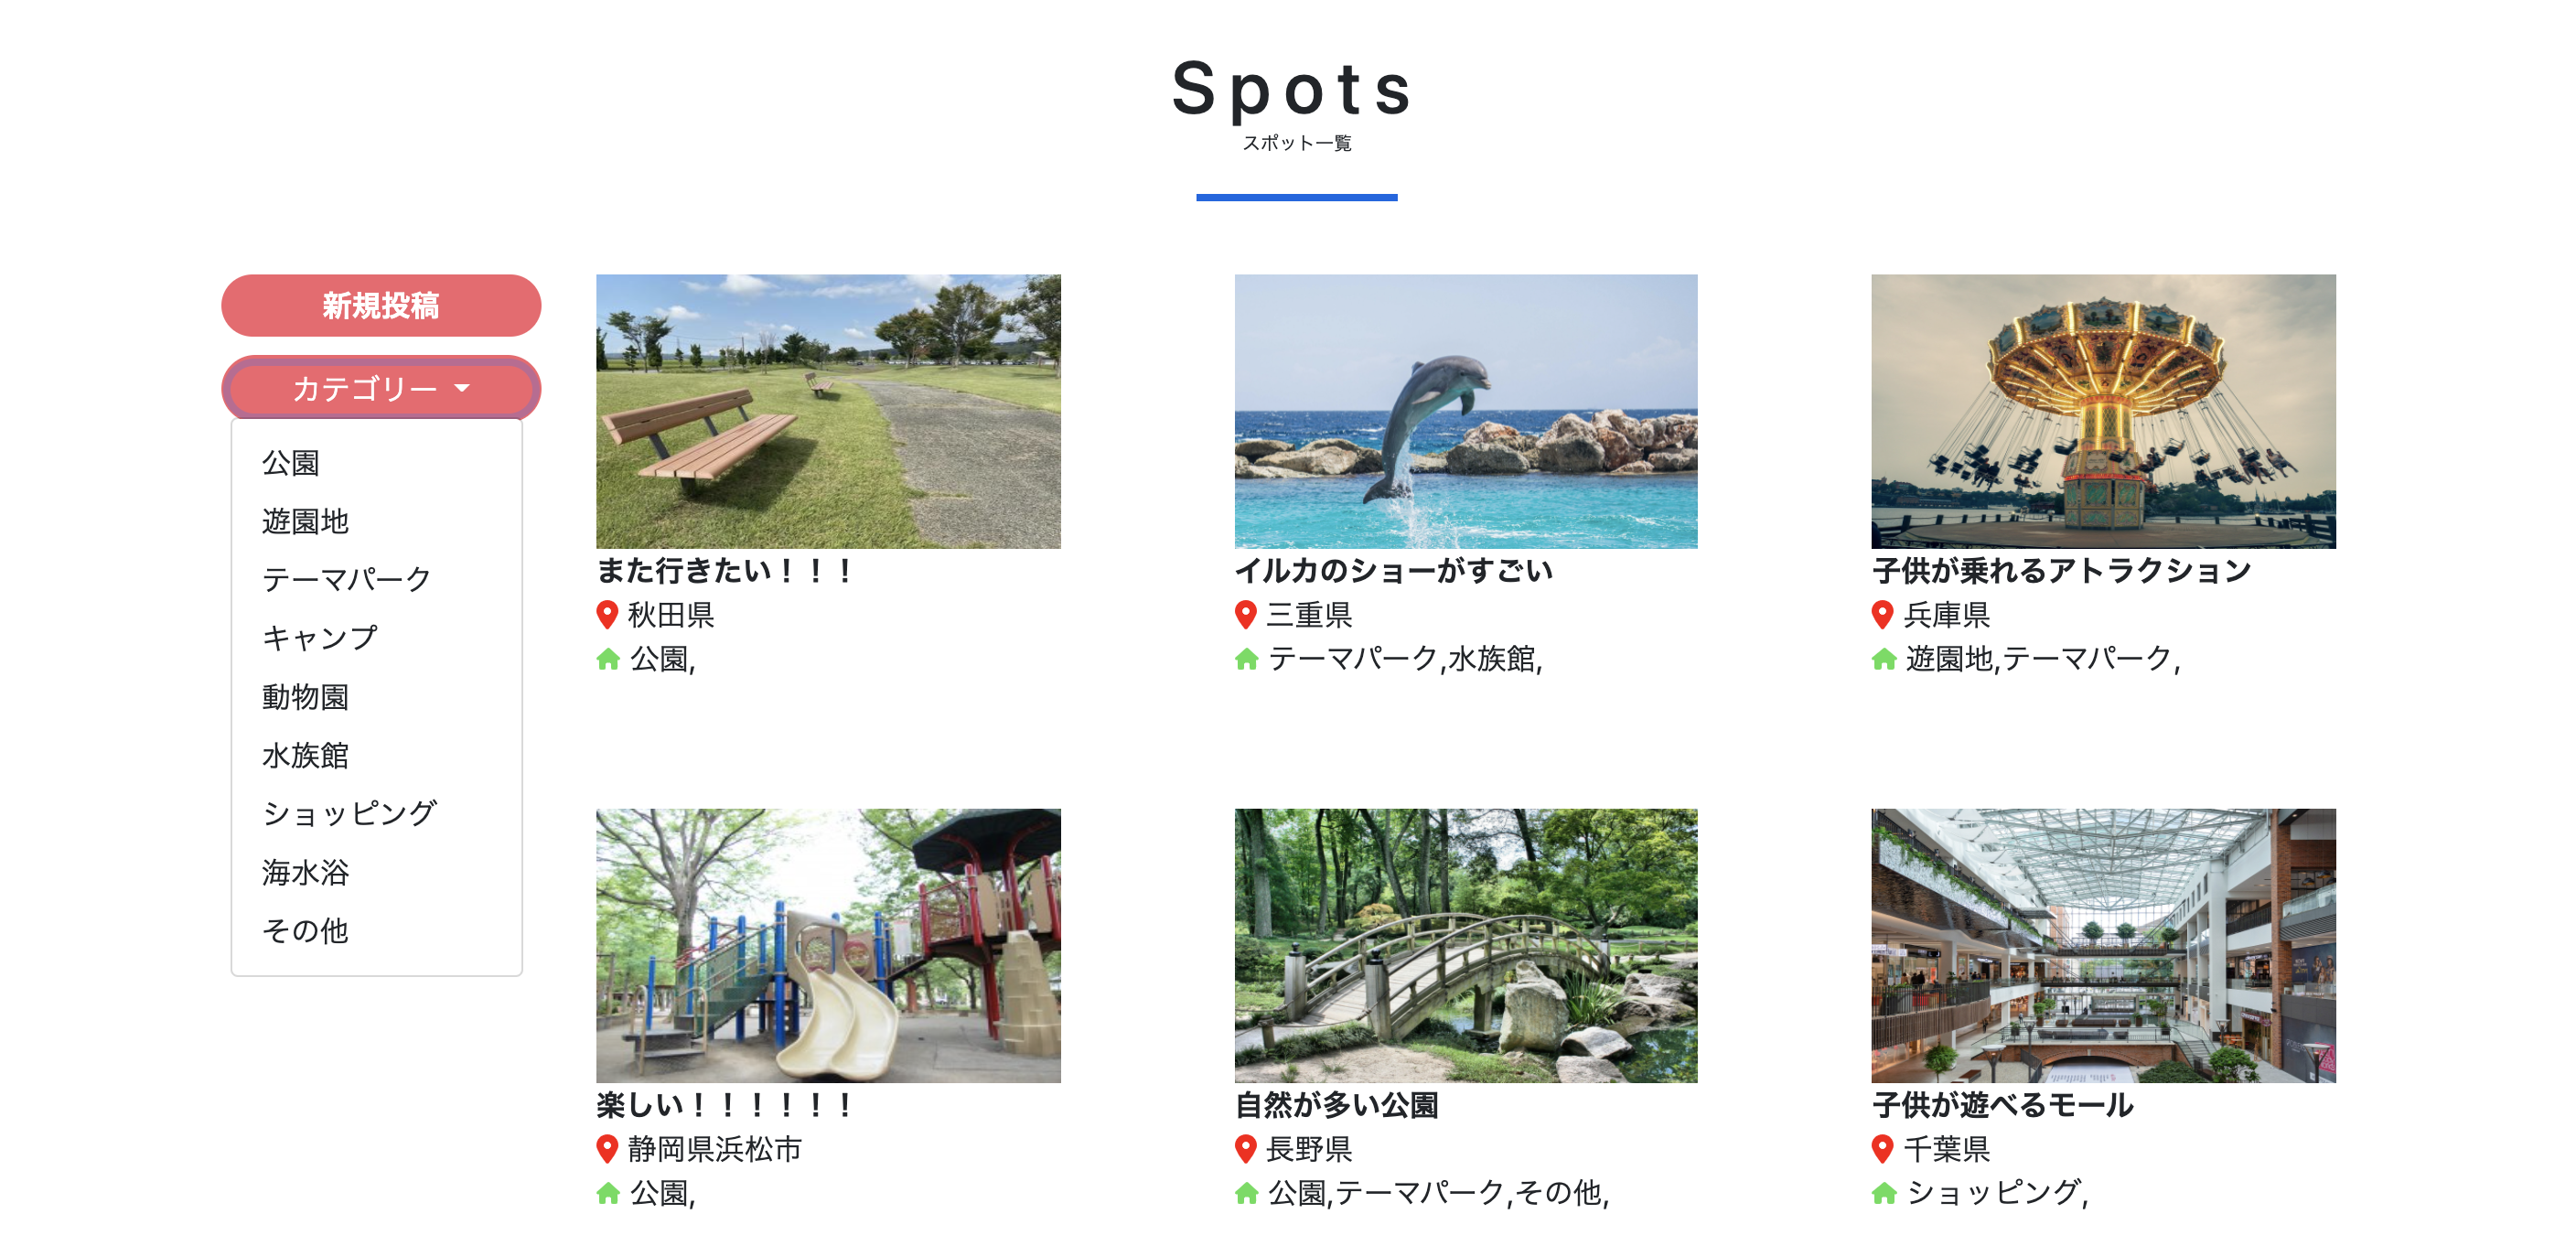 Spots
スポット一覧
新規投稿
カテゴリー
公園
遊園地
テーマパーク
キャンプ
動物園
水族館
ショッピング
海水浴
その他
また行きたい！！！
秋田県
公園,
イルカのショーがすごい
三重県
テーマパーク,水族館,
子供が乗れるアトラクション
兵庫県
遊園地,テーマパーク,
楽しい！！！！！！
静岡県浜松市
公園,
自然が多い公園
長野県
公園,テーマパーク,その他,
子供が遊べるモール
千葉県
ショッピング,